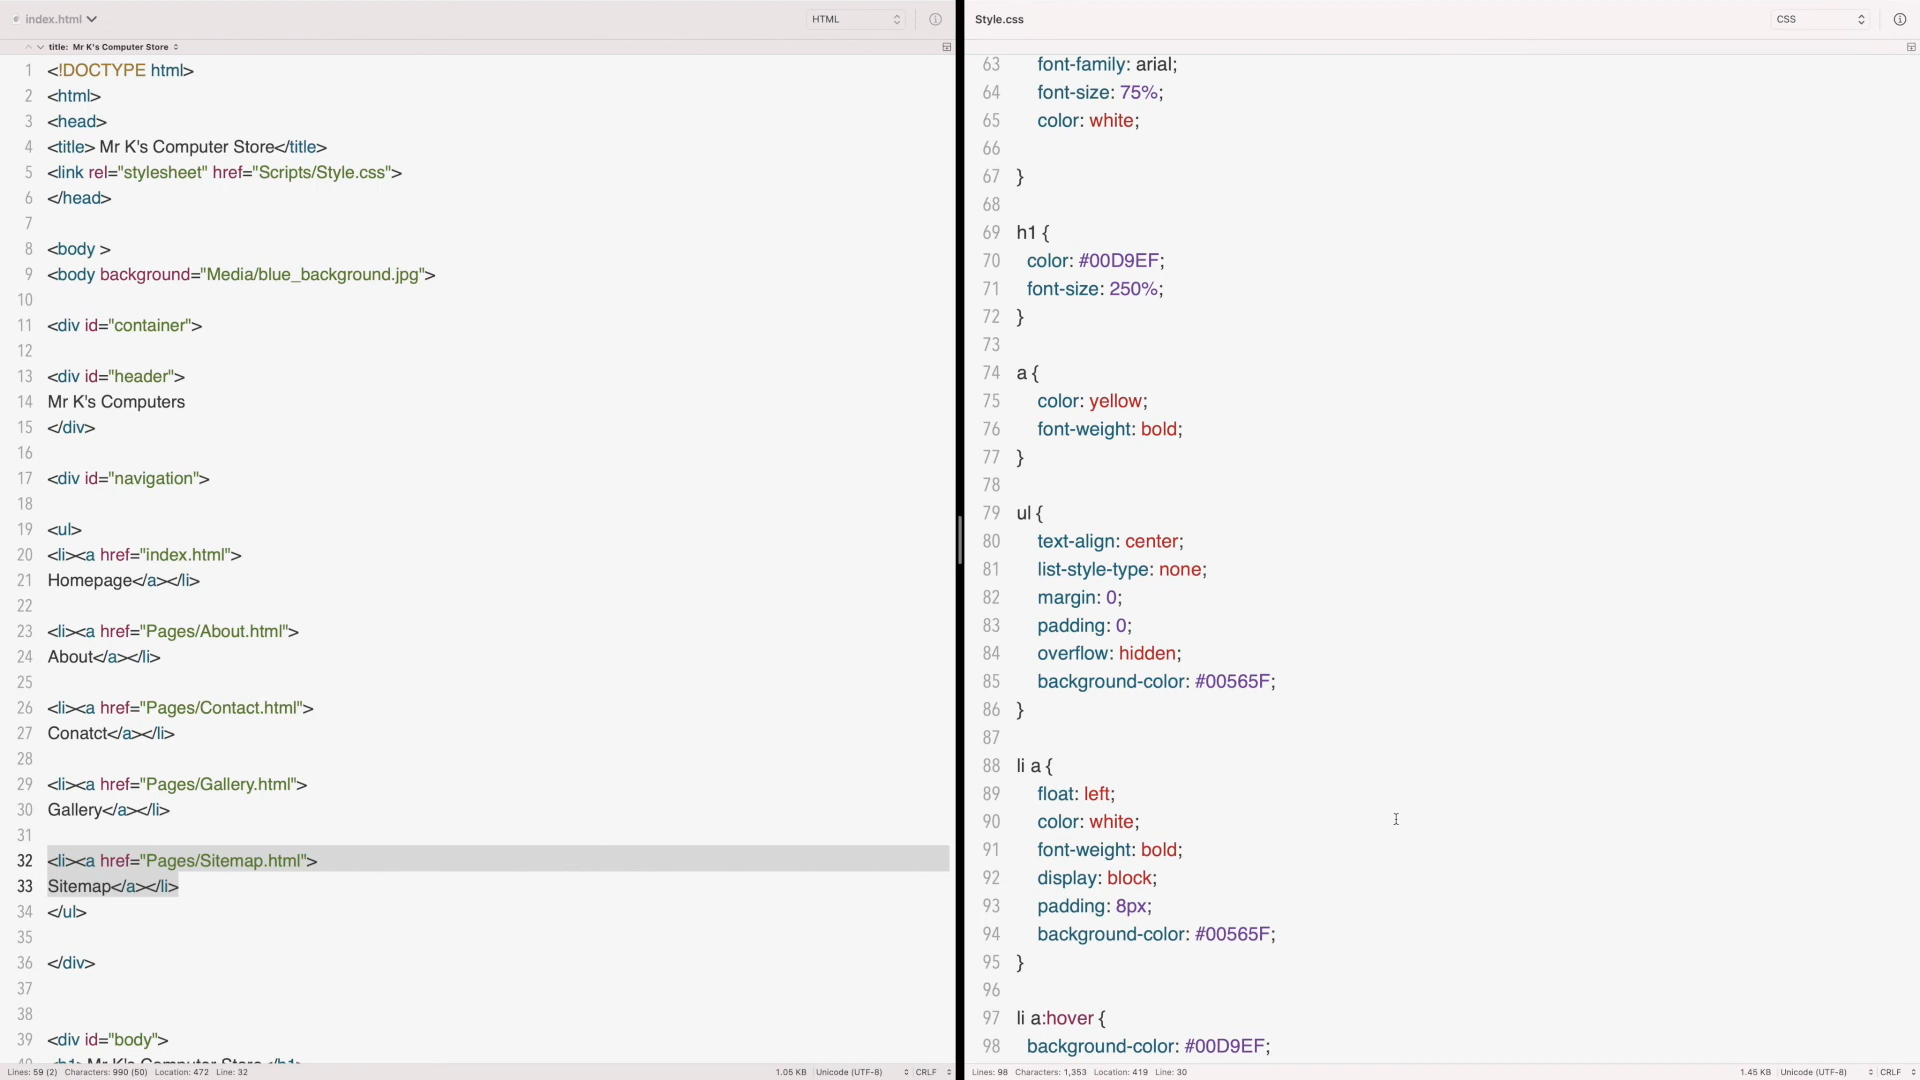 index.html
HTML
title: Mr K's Computer Store
1 <!DOCTYPE html>
2 <html>
3 <head>
4 <title> Mr K's Computer Store</title>
5 <link rel="stylesheet" href="Scripts/Style.css">
6 </head>
7
8 <body >
9 <body background="Media/blue_background.jpg">
10
11 <div id="container">
12
13 <div id="header">
14 Mr K's Computers
15 </div>
16
17 <div id="navigation">
18
19 <ul>
20 <li><a href="index.html">
21 Homepage</a></li>
22
23 <li><a href="Pages/About.html">
24 About</a></li>
25
26 <li><a href="Pages/Contact.html">
27 Conatct</a></li>
28
29 <li><a href="Pages/Gallery.html">
30 Gallery</a></li>
31
32 <li><a href="Pages/Sitemap.html">
33 Sitemap</a></li>
34 </ul>
35
36 </div>
37
38
39 <div id="body">
40 <h1> Mr K's Computer Store </h1>
Lines: 59 (2) Characters: 990 (50) Location: 472 Line: 32
1.05 KB Unicode (UTF-8) CRLF
Style.css
CSS
63 font-family: arial;
64 font-size: 75%;
65 color: white;
66
67 }
68
69 h1 {
70 color: #00D9EF;
71 font-size: 250%;
72 }
73
74 a {
75 color: yellow;
76 font-weight: bold;
77 }
78
79 ul {
80 text-align: center;
81 list-style-type: none;
82 margin: 0;
83 padding: 0;
84 overflow: hidden;
85 background-color: #00565F;
86 }
87
88 li a {
89 float: left;
90 color: white;
91 font-weight: bold;
92 display: block;
93 padding: 8px;
94 background-color: #00565F;
95 }
96
97 li a:hover {
98 background-color: #00D9EF;
Lines: 98 Characters: 1,353 Location: 419 Line: 30
1.45 KB Unicode (UTF-8) CRLF